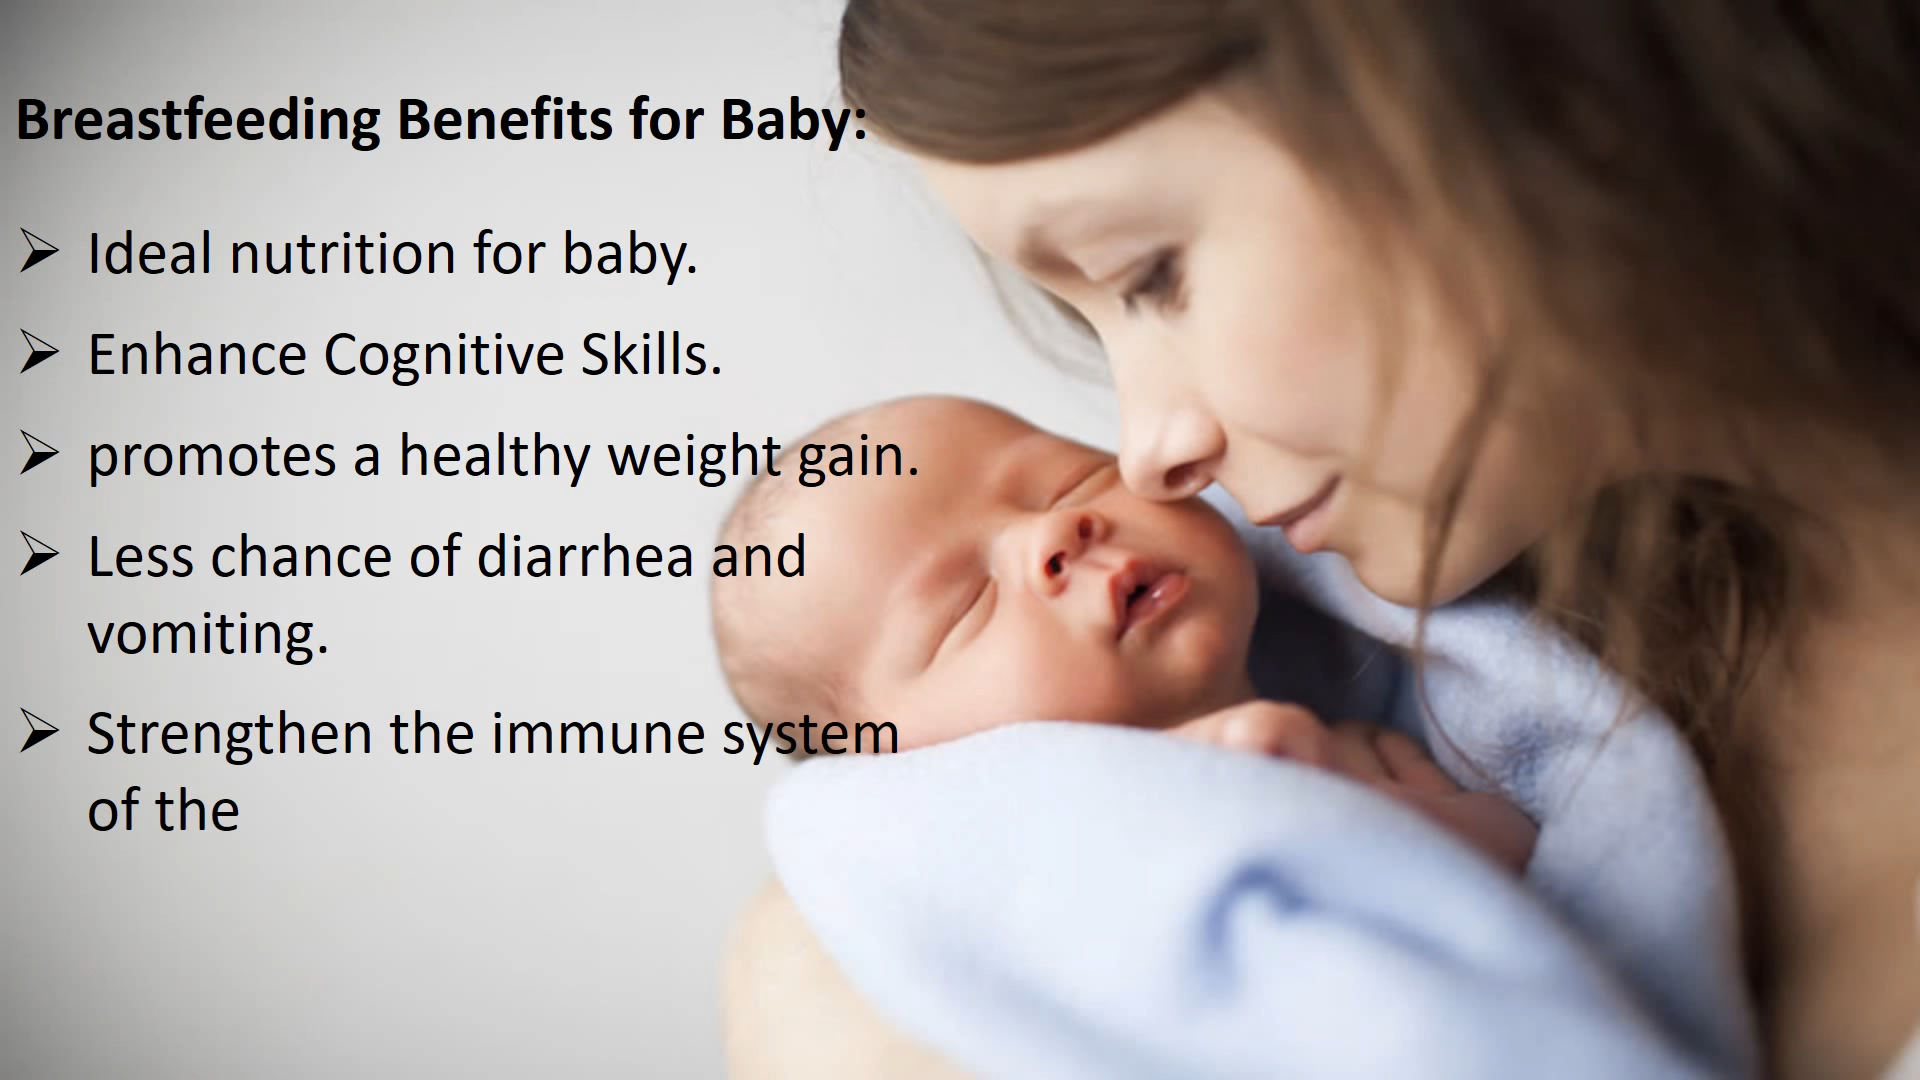 Breastfeeding Benefits for Baby:
➢ Ideal nutrition for baby.
➢ Enhance Cognitive Skills.
➢ promotes a healthy weight gain.
➢ Less chance of diarrhea and
vomiting.
➢ Strengthen the immune system
of the